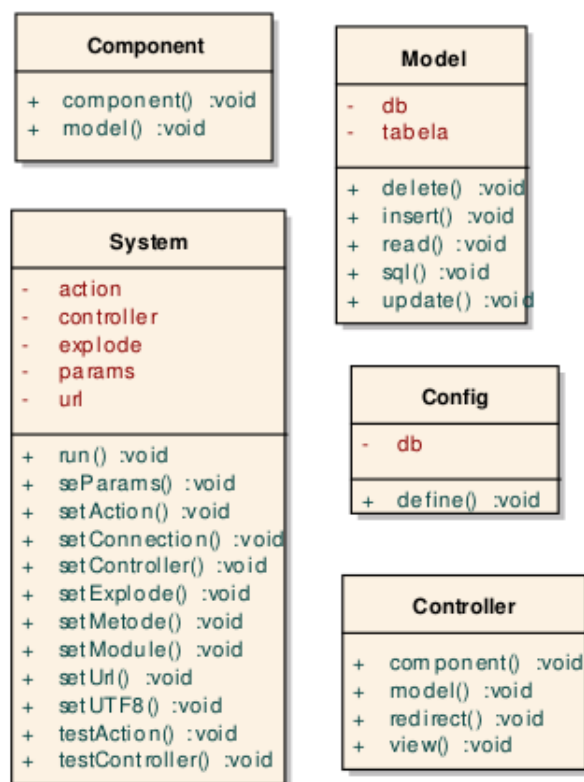 Component
+ component() :void
+ model() :void
System
- action
- controller
- explode
- params
- url
+ run() :void
+ seParams() :void
+ setAction() :void
+ setConnection() :void
+ setController() :void
+ setExplode() :void
+ setMetode() :void
+ setModule() :void
+ setUrl() :void
+ setUTF8() :void
+ testAction() :void
+ testController() :void
Model
- db
- tabela
+ delete() :void
+ insert() :void
+ read() :void
+ sql() :void
+ update() :void
Config
- db
+ define() :void
Controller
+ component() :void
+ model() :void
+ redirect() :void
+ view() :void